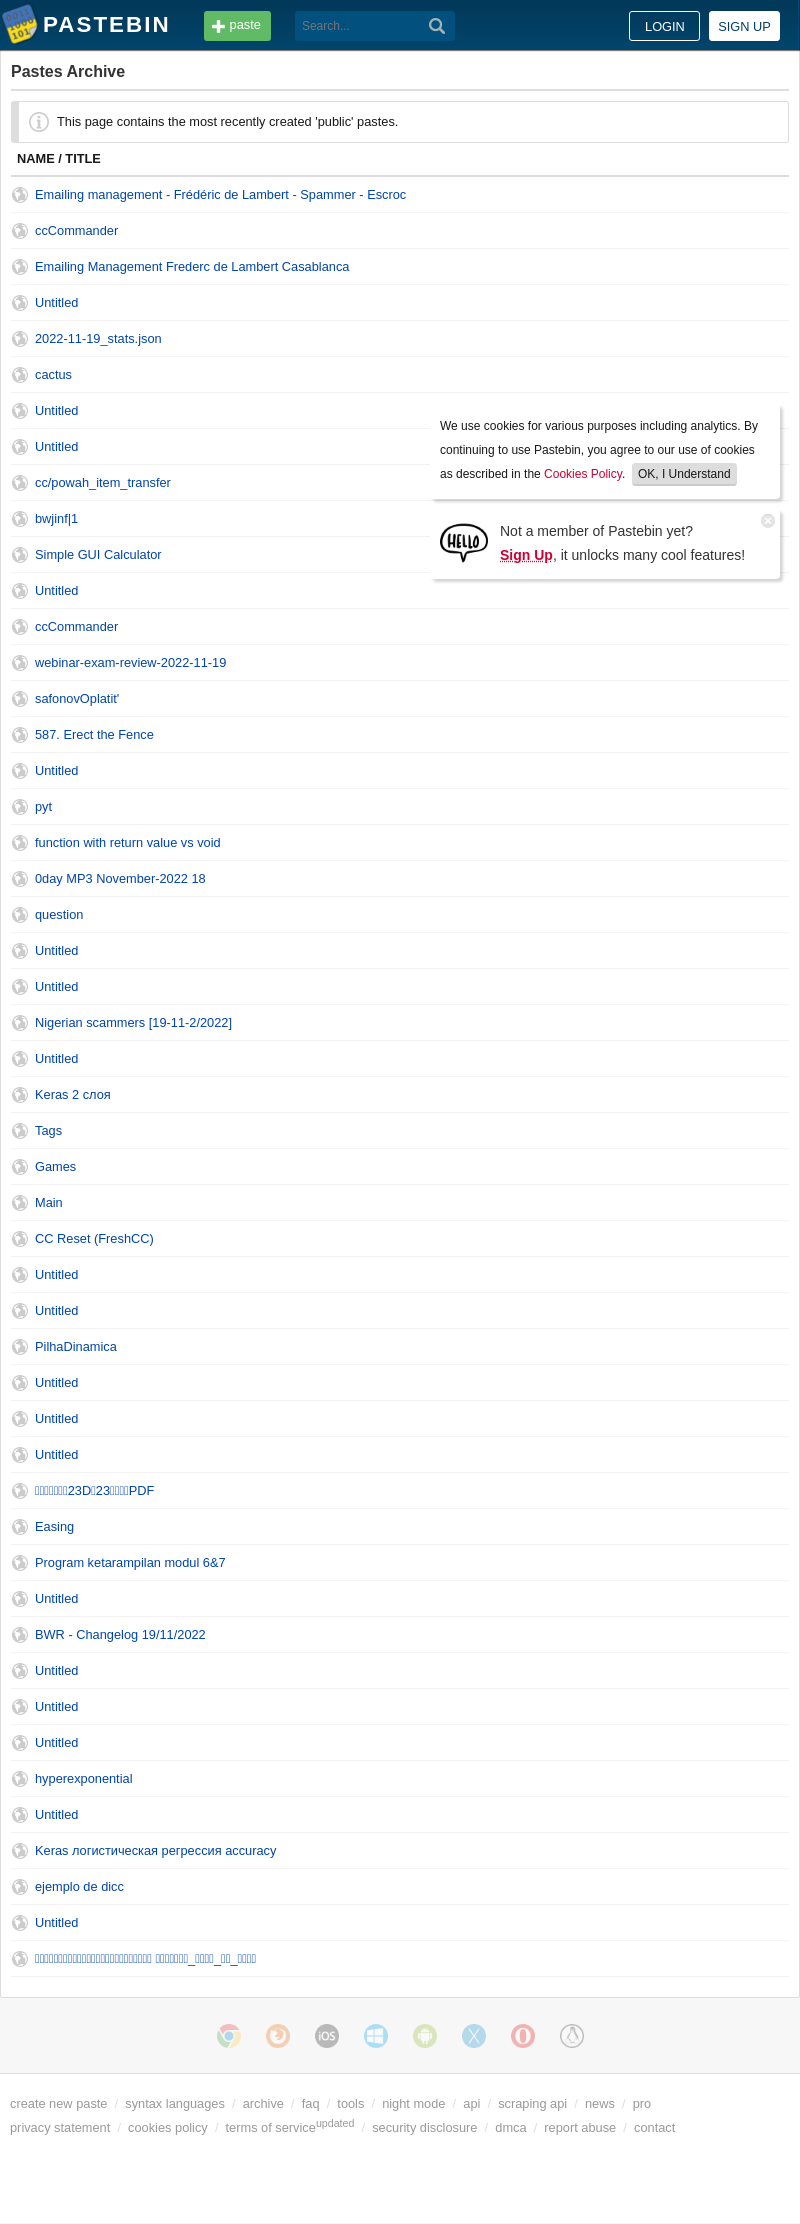 PASTEBIN
paste
Search...
LOGIN
SIGN UP
Pastes Archive
This page contains the most recently created 'public' pastes.
NAME / TITLE
Emailing management - Frédéric de Lambert - Spammer - Escroc
ccCommander
Emailing Management Frederc de Lambert Casablanca
Untitled
2022-11-19_stats.json
cactus
Untitled
Untitled
cc/powah_item_transfer
bwjinf|1
Simple GUI Calculator
We use cookies for various purposes including analytics. By
continuing to use Pastebin, you agree to our use of cookies
as described in the Cookies Policy. OK, I Understand
HELLO
Not a member of Pastebin yet?
Sign Up, it unlocks many cool features!
Untitled
ccCommander
webinar-exam-review-2022-11-19
safonovOplatit'
587. Erect the Fence
Untitled
pyt
function with return value vs void
0day MP3 November-2022 18
question
Untitled
Untitled
Nigerian scammers [19-11-2/2022]
Untitled
Keras 2 слоя
Tags
Games
Main
CC Reset (FreshCC)
Untitled
Untitled
PilhaDinamica
Untitled
Untitled
Untitled
23D 23 PDF
Easing
Program ketarampilan modul 6&7
Untitled
BWR - Changelog 19/11/2022
Untitled
Untitled
Untitled
hyperexponential
Untitled
Keras логистическая регрессия accuracy
ejemplo de dicc
Untitled
iOS
create new paste / syntax languages / archive / faq / tools / night mode / api / scraping api / news / pro
privacy statement / cookies policy / terms of serviceupdated / security disclosure / dmca / report abuse / contact